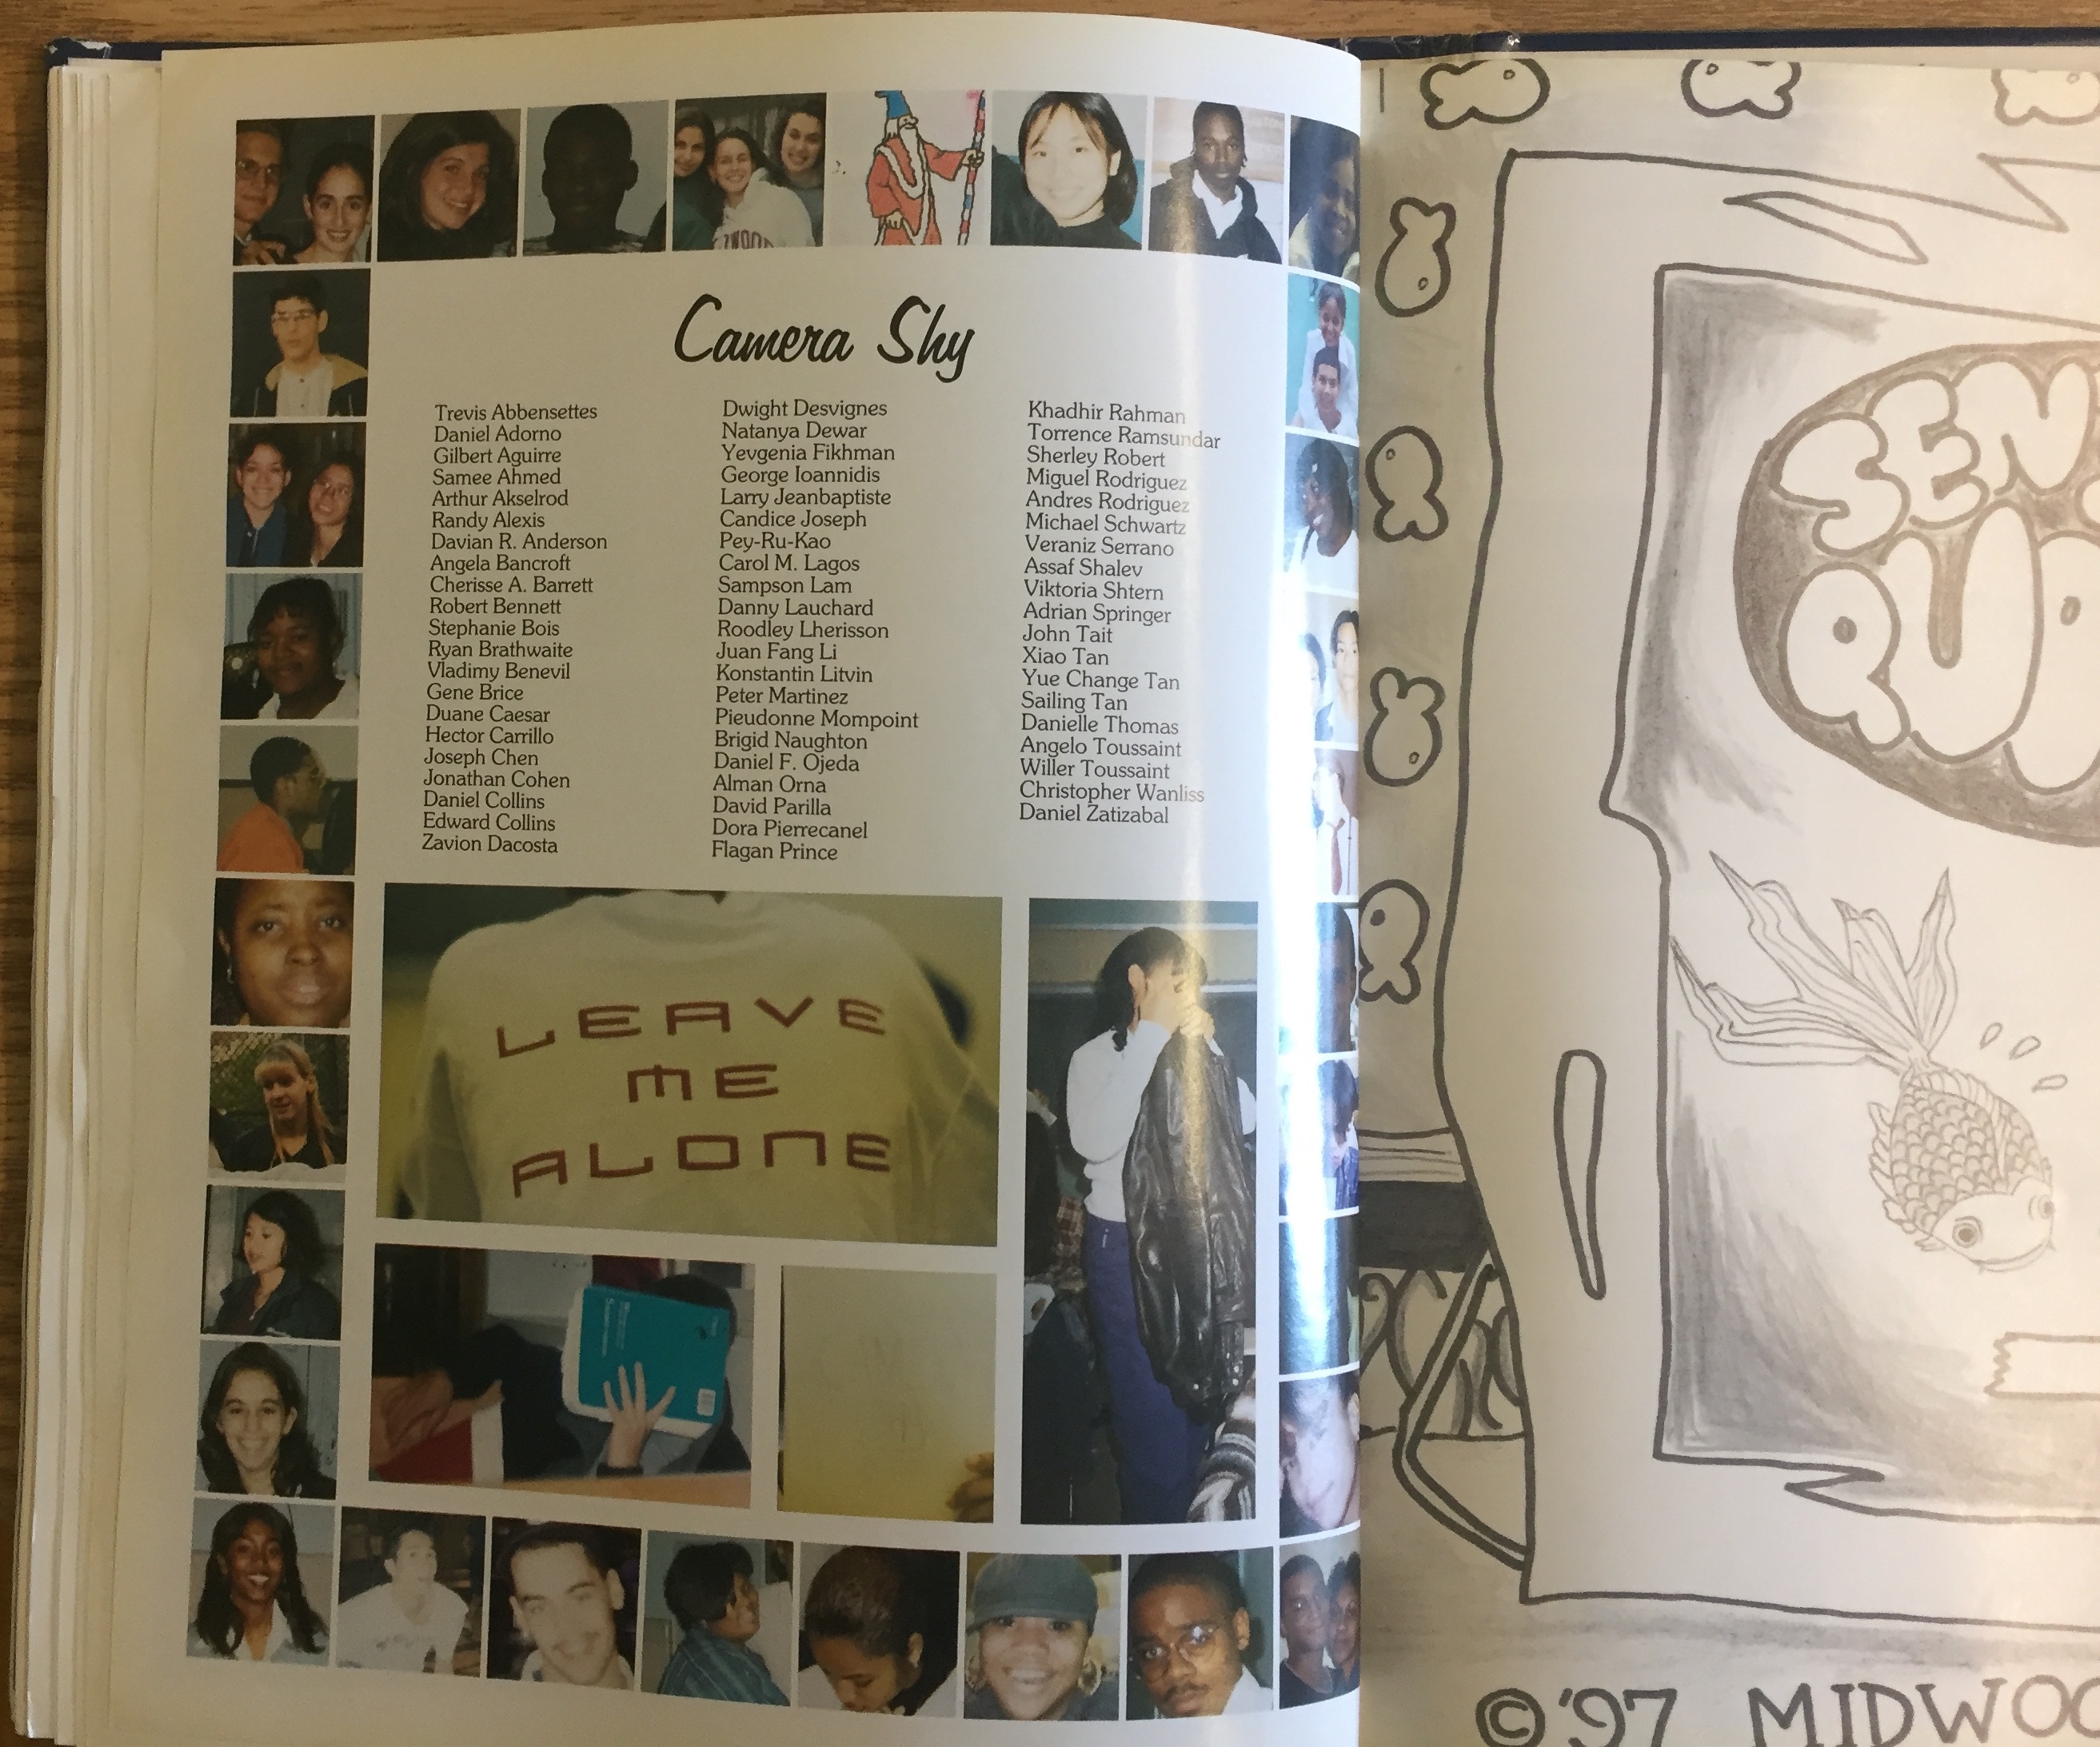 Camera Shy
Trevis Abbensettes
Daniel Adorno
Gilbert Aguirre
Samee Ahmed
Arthur Akselrod
Randy Alexis
Davian R. Anderson
Angela Bancroft
Cherisse A. Barrett
Robert Bennett
Stephanie Bois
Ryan Brathwaite
Vladimy Benevil
Gene Brice
Duane Caesar
Hector Carrillo
Joseph Chen
Jonathan Cohen
Daniel Collins
Edward Collins
Zavion Dacosta
Dwight Desvignes
Natanya Dewar
Yevgenia Fikhman
George Ioannidis
Larry Jeanbaptiste
Candice Joseph
Pey-Ru-Kao
Carol M. Lagos
Sampson Lam
Danny Lauchard
Roodley Lherisson
Juan Fang Li
Konstantin Litvin
Peter Martinez
Pieudonne Mompoint
Brigid Naughton
Daniel F. Ojeda
Alman Orna
David Parilla
Dora Pierrecanel
Flagan Prince
Khadhir Rahman
Torrence Ramsundar
Sherley Robert
Miguel Rodriguez
Andres Rodriguez
Michael Schwartz
Veraniz Serrano
Assaf Shalev
Viktoria Shtern
Adrian Springer
John Tait
Xiao Tan
Yue Change Tan
Sailing Tan
Danielle Thomas
Angelo Toussaint
Willer Toussaint
Christopher Wanliss
Daniel Zatizabal
LEAVE
ME
ALONE
SEN
© '97 MIDWOO